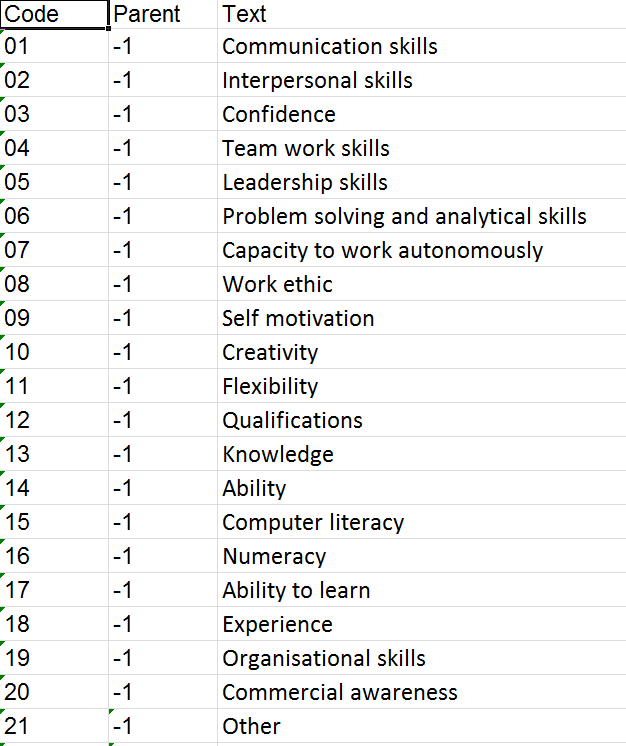 Code Parent Text
01 -1 Communication skills
02 -1 Interpersonal skills
03 -1 Confidence
04 -1 Team work skills
05 -1 Leadership skills
06 -1 Problem solving and analytical skills
07 -1 Capacity to work autonomously
08 -1 Work ethic
09 -1 Self motivation
10 -1 Creativity
11 -1 Flexibility
12 -1 Qualifications
13 -1 Knowledge
14 -1 Ability
15 -1 Computer literacy
16 -1 Numeracy
17 -1 Ability to learn
18 -1 Experience
19 -1 Organisational skills
20 -1 Commercial awareness
21 -1 Other